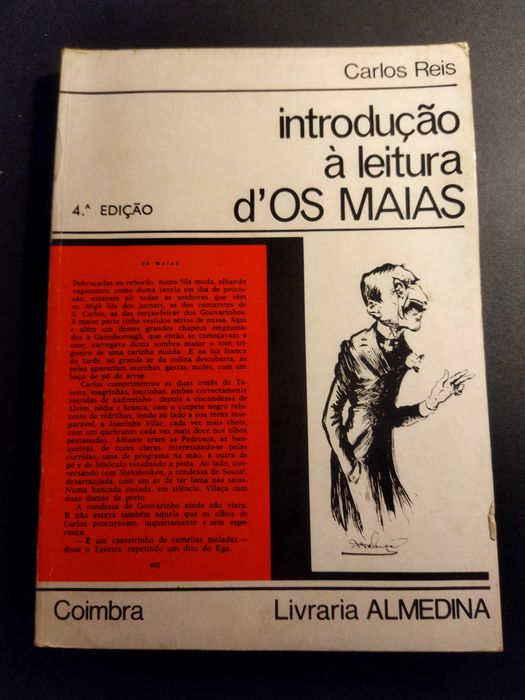 Carlos Reis
introdução
à leitura
d'OS MAIAS
4.ª EDIÇÃO
OS MAIAS
Debruçadas no rebordo, numa fila muda, olhando
vagamente, como duma janela em dia de procis-
são, estavam ali todas as senhoras que vêm
no High life dos jornais, as dos camarotes de
S. Carlos, as das terças-feiras dos Gouvarinhos.
A maior parte tinha vestidos sérios de missa. Aqui
e além um desses grandes chapéus empluma-
dos à Gainsborough, que então se começavam a
usar, carregava duma sombra maior o tom tri-
gueiro de uma carinha miúda. E na luz franca
da tarde, no grande ar da colina descoberta, as
peles apareciam murchas, gastas, moles, com um
baço de pó de arroz.
Carlos cumprimentou as duas irmãs do Ta-
veira, magrinhas, lourinhas, ambas correctamente
vestidas de xadrezinho: depois a viscondessa de
Alvim, nédia e branca, com o corpete negro relu-
zente de vidrilhos, tendo ao lado a sua terna inse-
parável, a Joaninha Vilar, cada vez mais cheia,
com um quebranto cada vez mais doce nos olhos
pestanudos. Adiante eram as Pedrosos, as ban-
queiras, de cores claras, interessando-se pelas
corridas, uma de programa na mão, a outra de
pé e de binóculo estudando a pista. Ao lado, con-
versando com Steinbroken, a condessa de Soutal,
desarranjada, com um ar de ter lama nas saias.
Numa bancada isolada, em silêncio, Vilaça com
duas damas de preto.
A condessa de Gouvarinho ainda não viera.
E não estava também aquela que os olhos de
Carlos procuravam, inquietamente e sem espe-
rança.
— É um canteirinho de camélias meladas —
disse o Taveira, repetindo um dito do Ega.
Coimbra
Livraria ALMEDINA